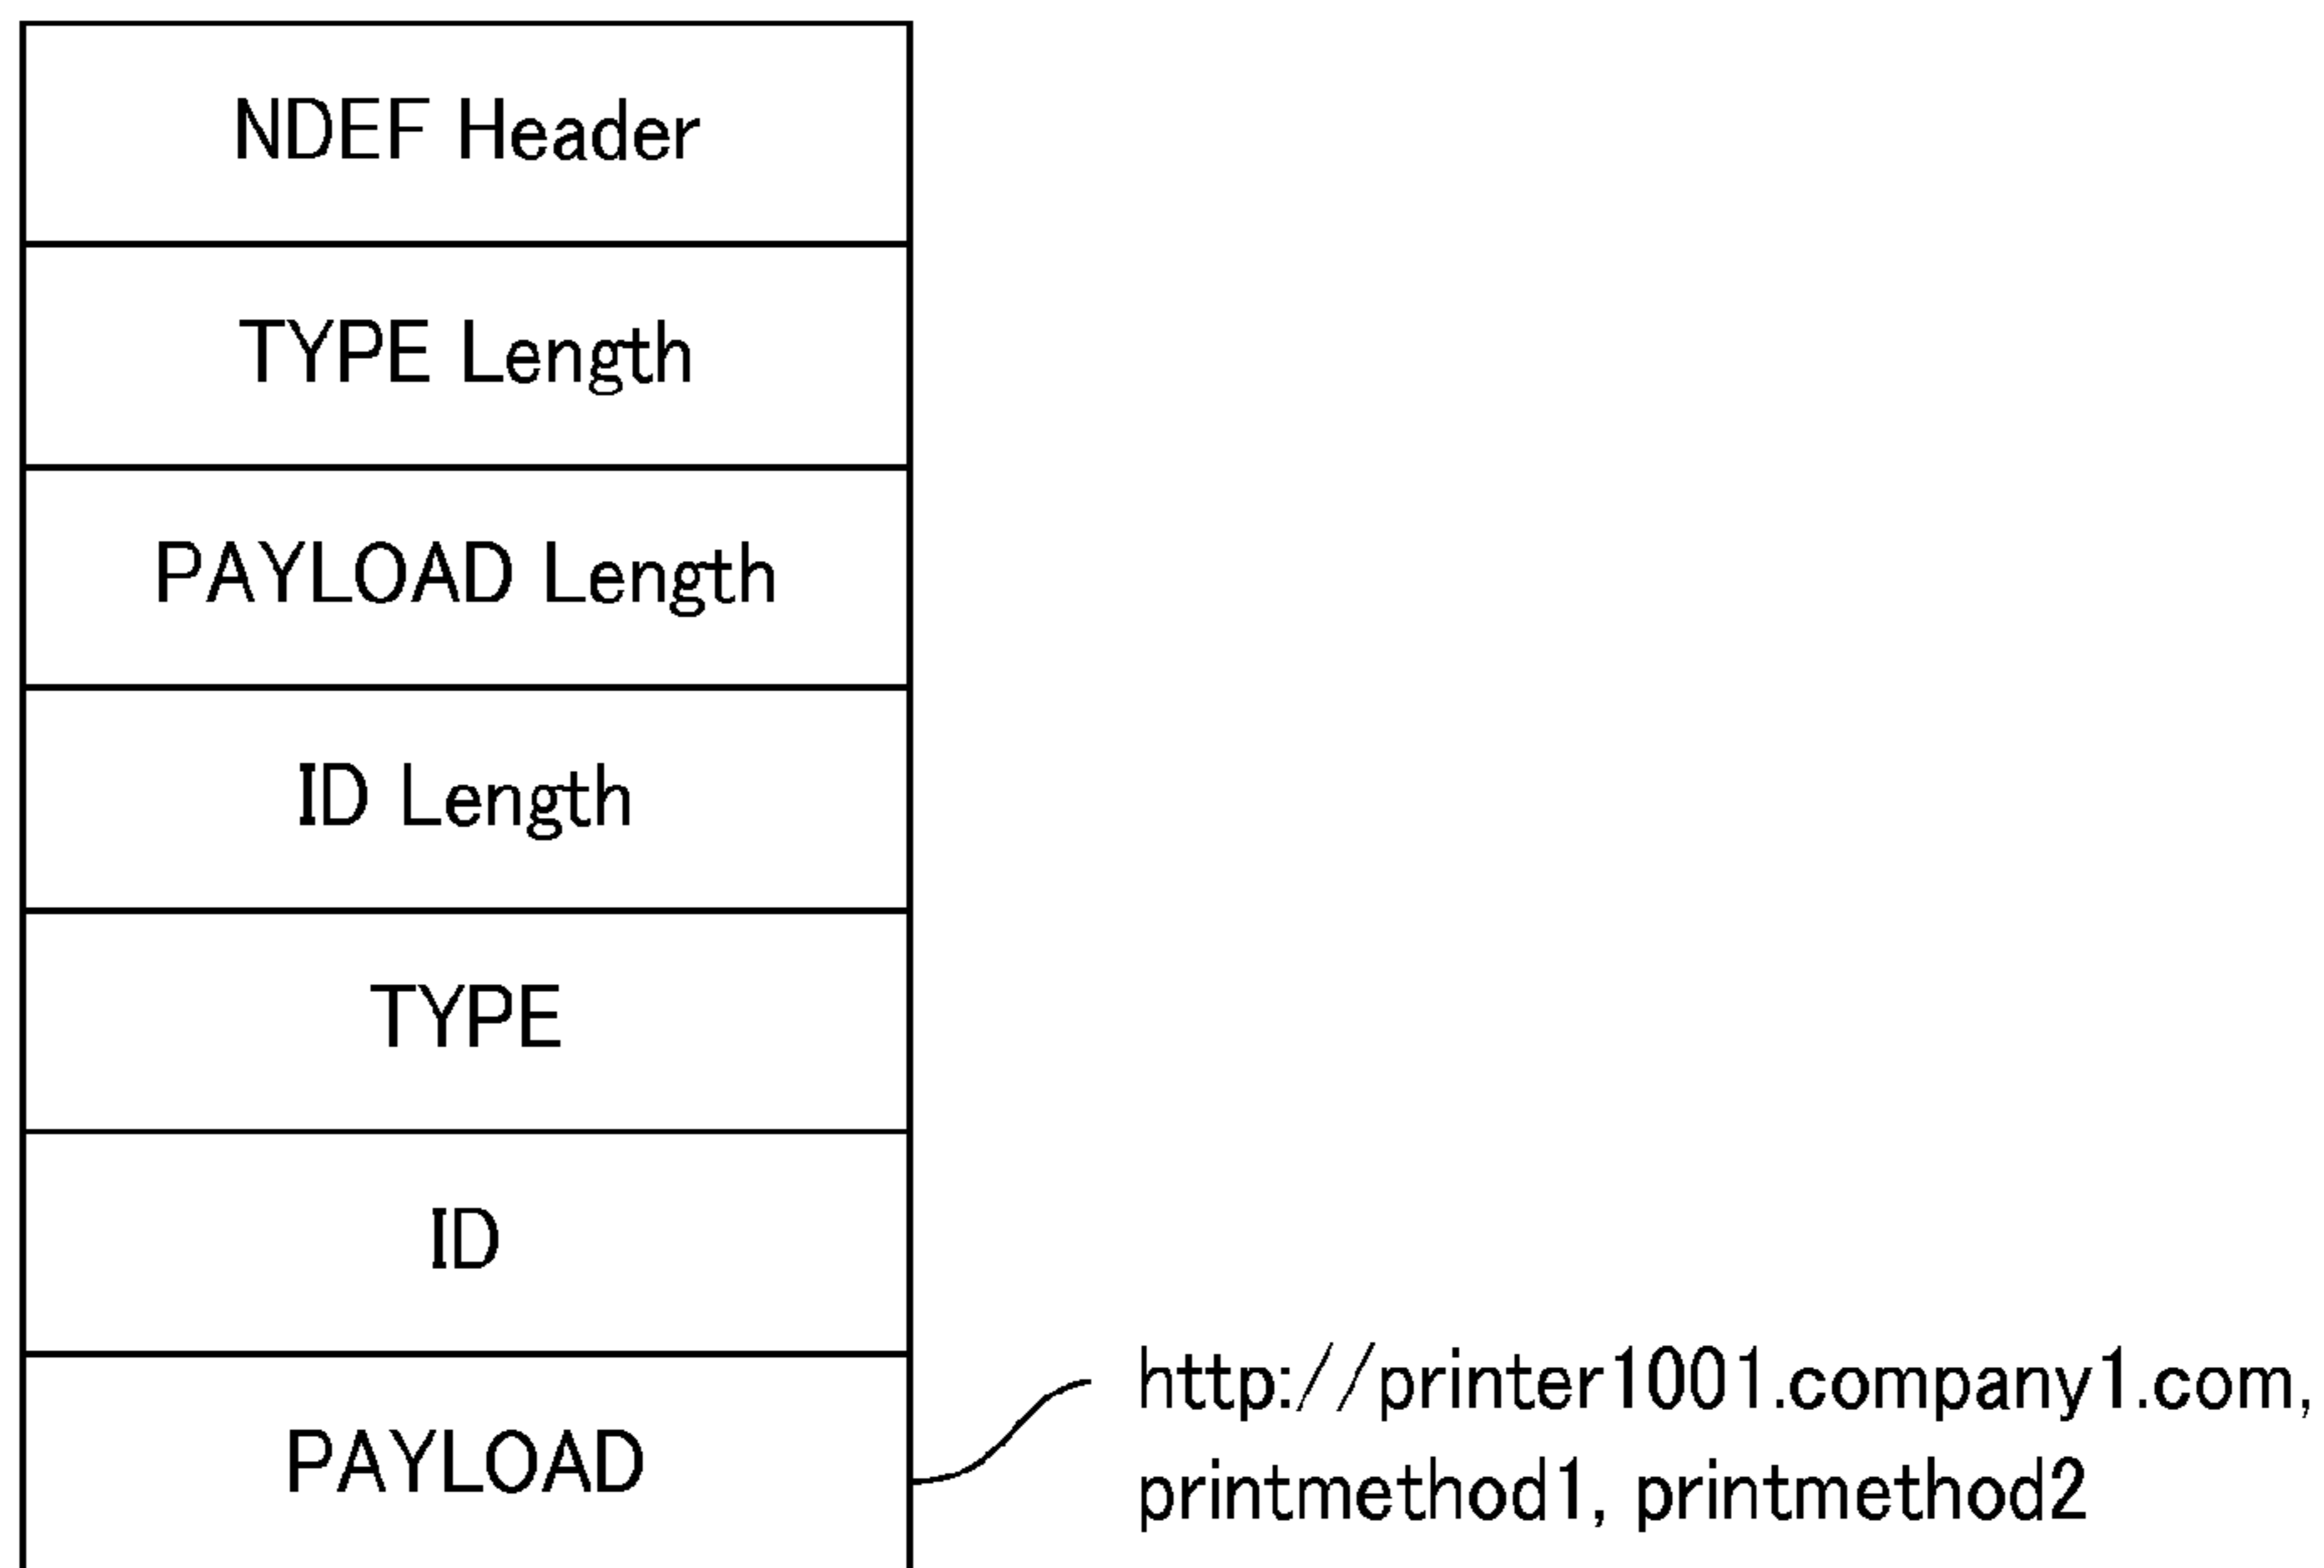 NDEF Header
TYPE Length
PAYLOAD Length
ID Length
TYPE
ID
PAYLOAD
http://printer1001.company1.com,
printmethod1, printmethod2